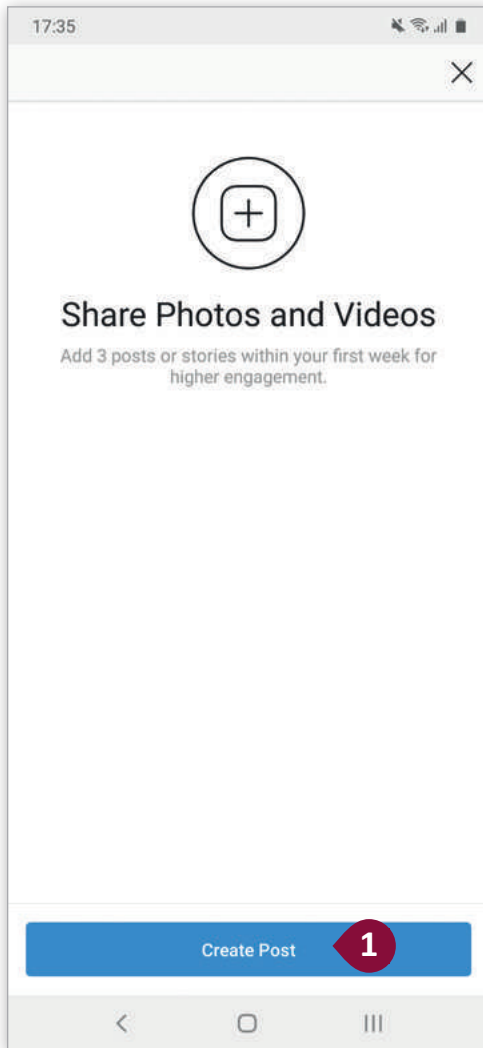 17:35
Share Photos and Videos
Add 3 posts or stories within your first week for
higher engagement.
Create Post
1